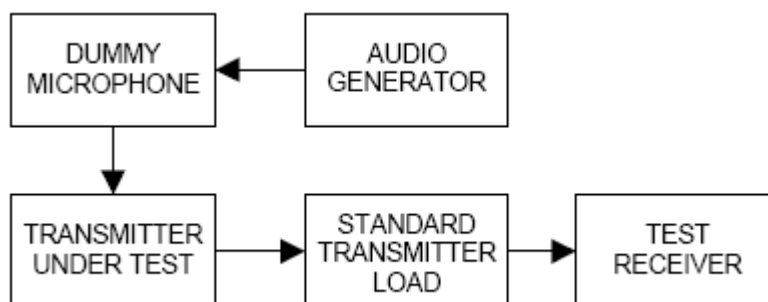 DUMMY
MICROPHONE
AUDIO
GENERATOR
TRANSMITTER
UNDER TEST
STANDARD
TRANSMITTER
LOAD
TEST
RECEIVER